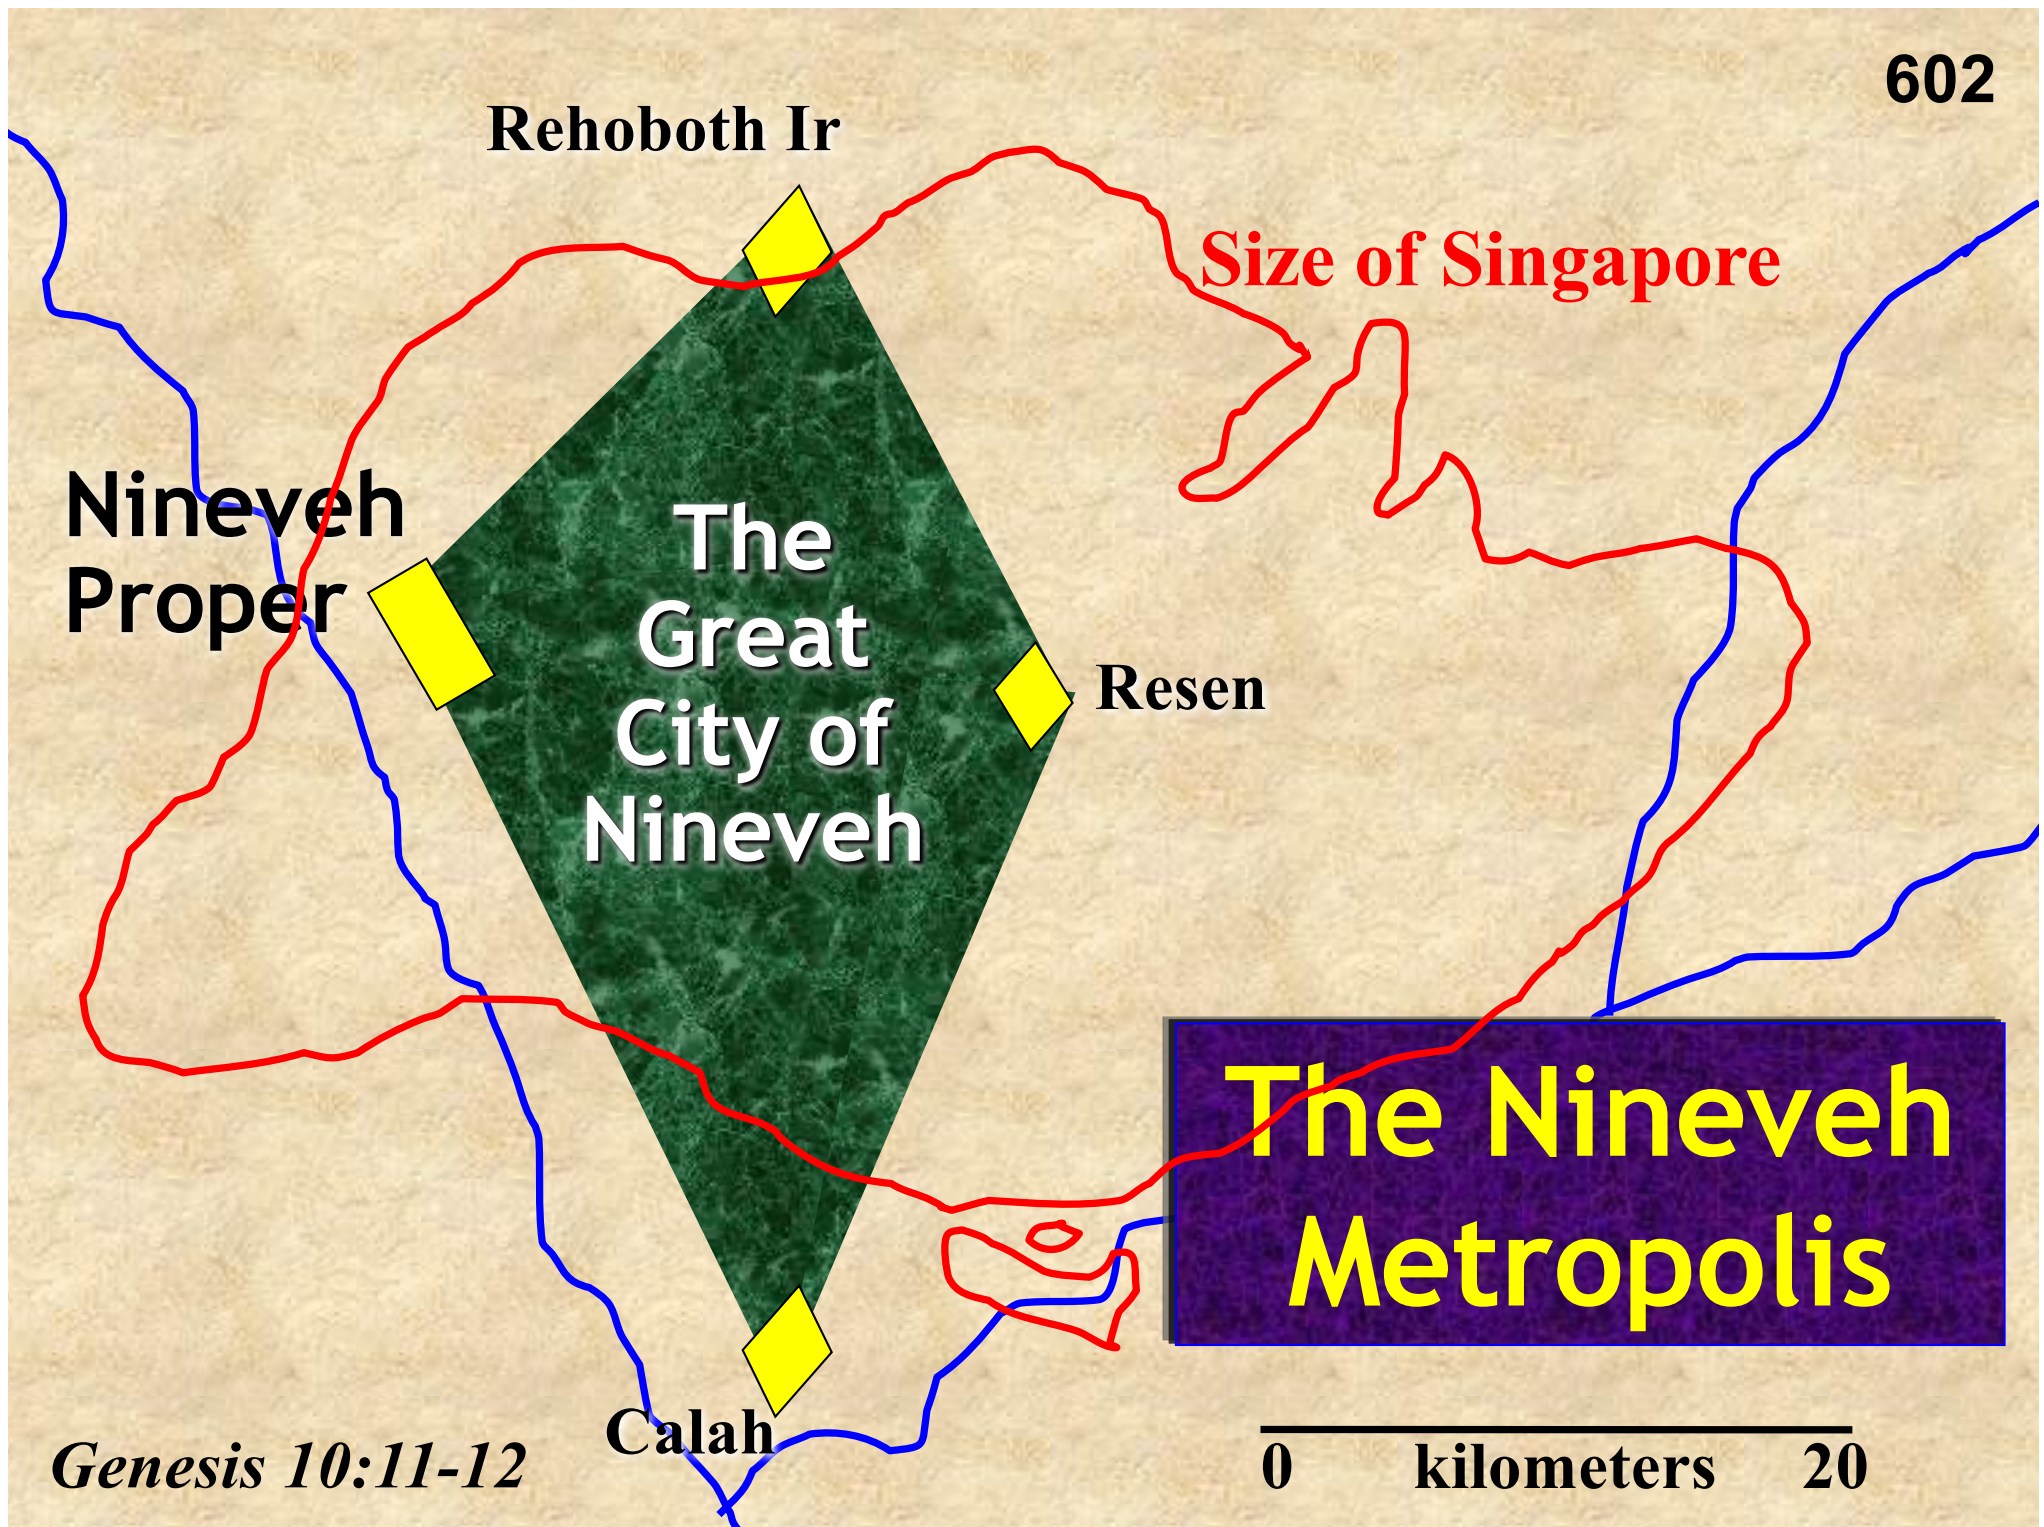 602
Rehoboth Ir
Size of Singapore
Nineveh
Proper
The
Great
City of
Nineveh
Resen
The Nineveh
Metropolis
Calah
Genesis 10:11-12
0 kilometers 20